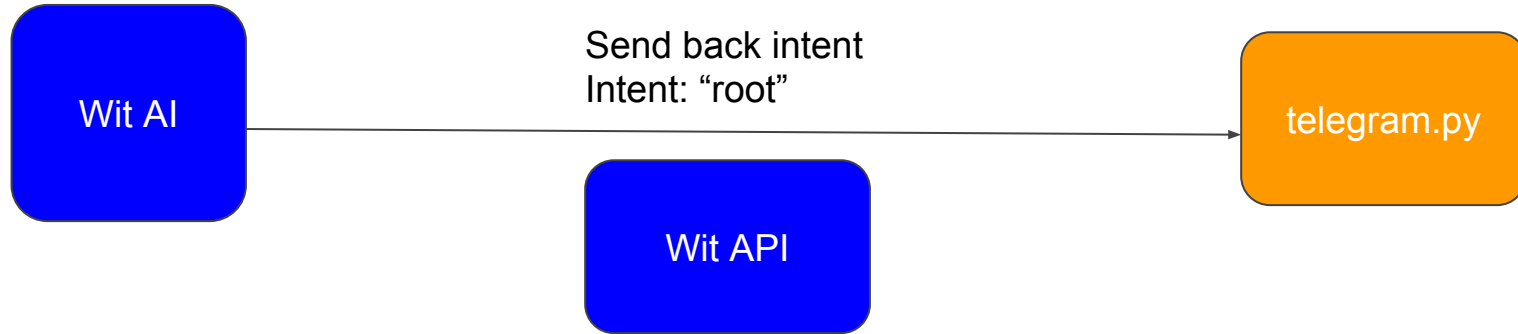 Wit AI
Send back intent
Intent: “root”
telegram.py
Wit API